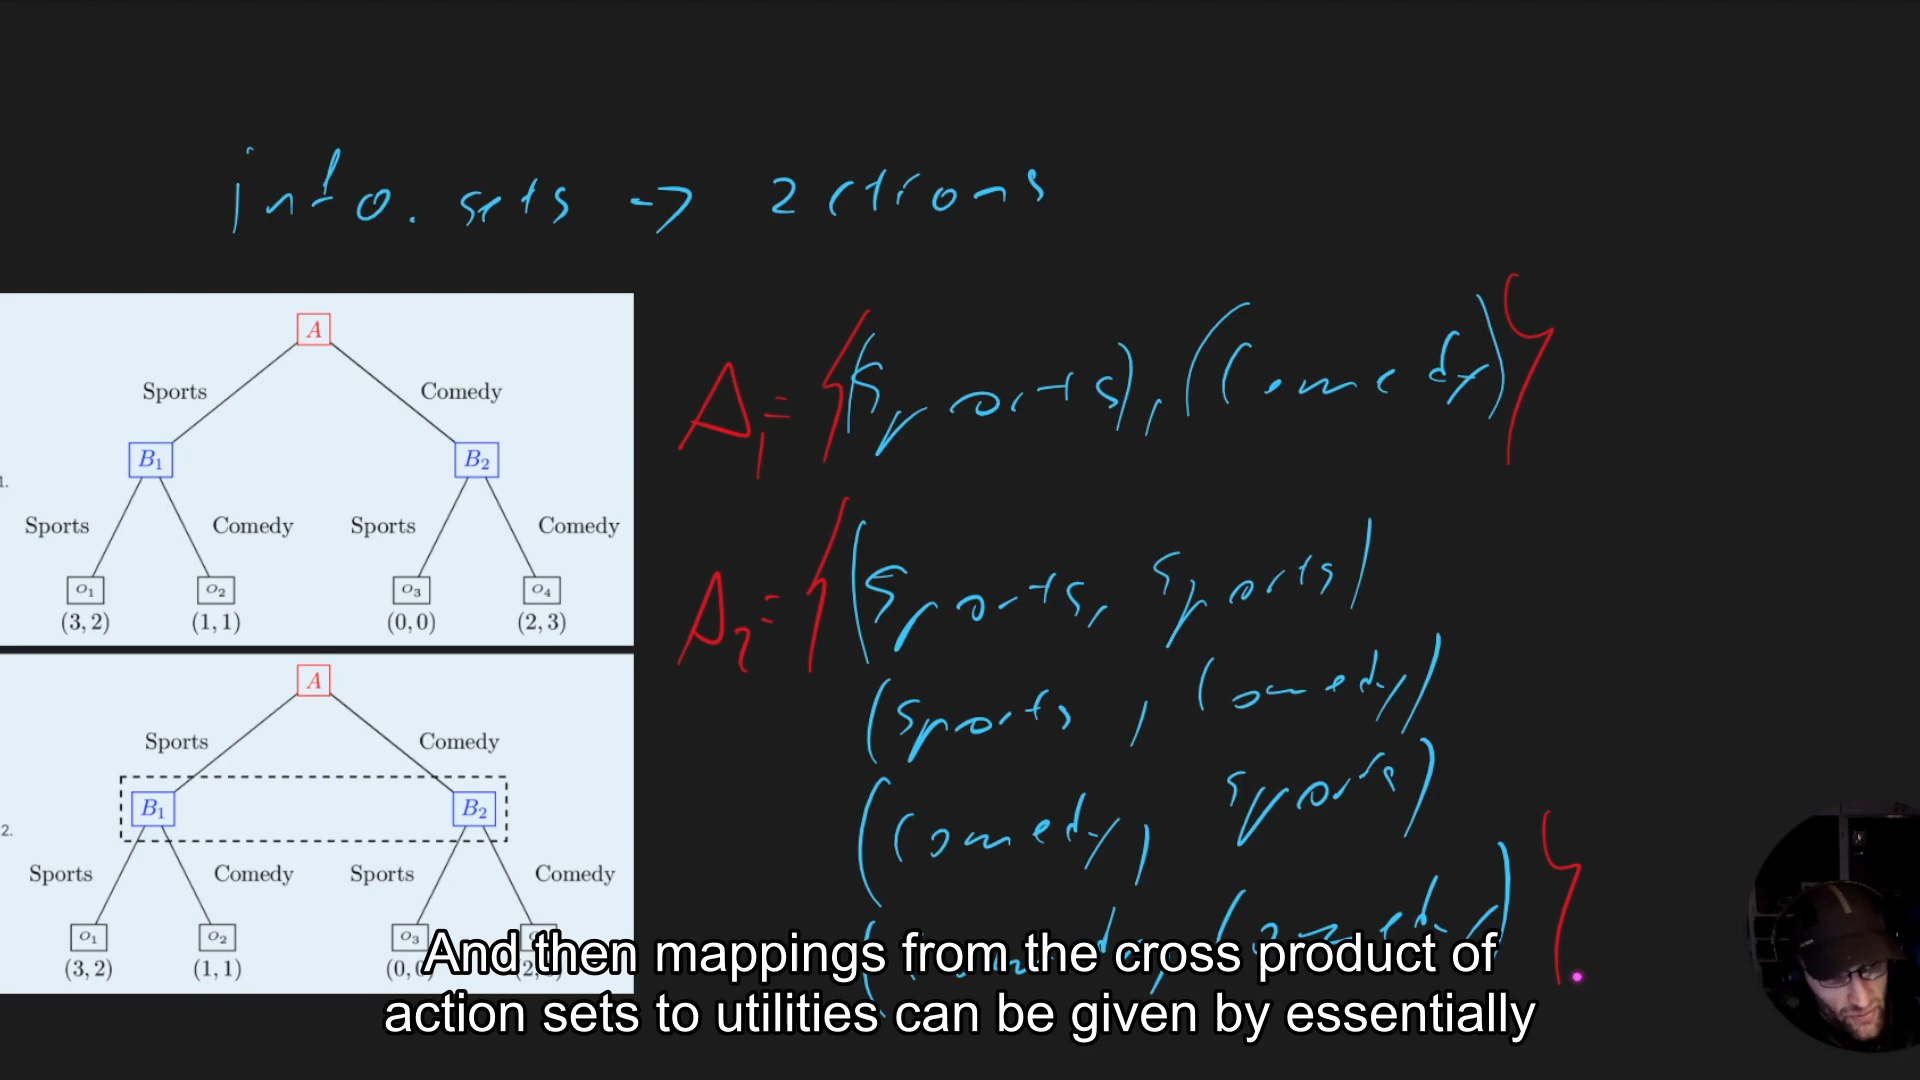 info. sets -> actions
1.
A
Sports Comedy
B₁ B₂
Sports Comedy Sports Comedy
o₁ o₂ o₃ o₄
(3, 2) (1, 1) (0, 0) (2, 3)
2.
A
Sports Comedy
B₁ B₂
Sports Comedy Sports Comedy
o₁ o₂ o₃
(3, 2) (1, 1)
A₁ = {(Sports), (Comedy)}
A₂ = {(Sports, Sports)
(Sports, Comedy)
(Comedy, Sports)
(Comedy, Comedy)}
And then mappings from the cross product of
action sets to utilities can be given by essentially